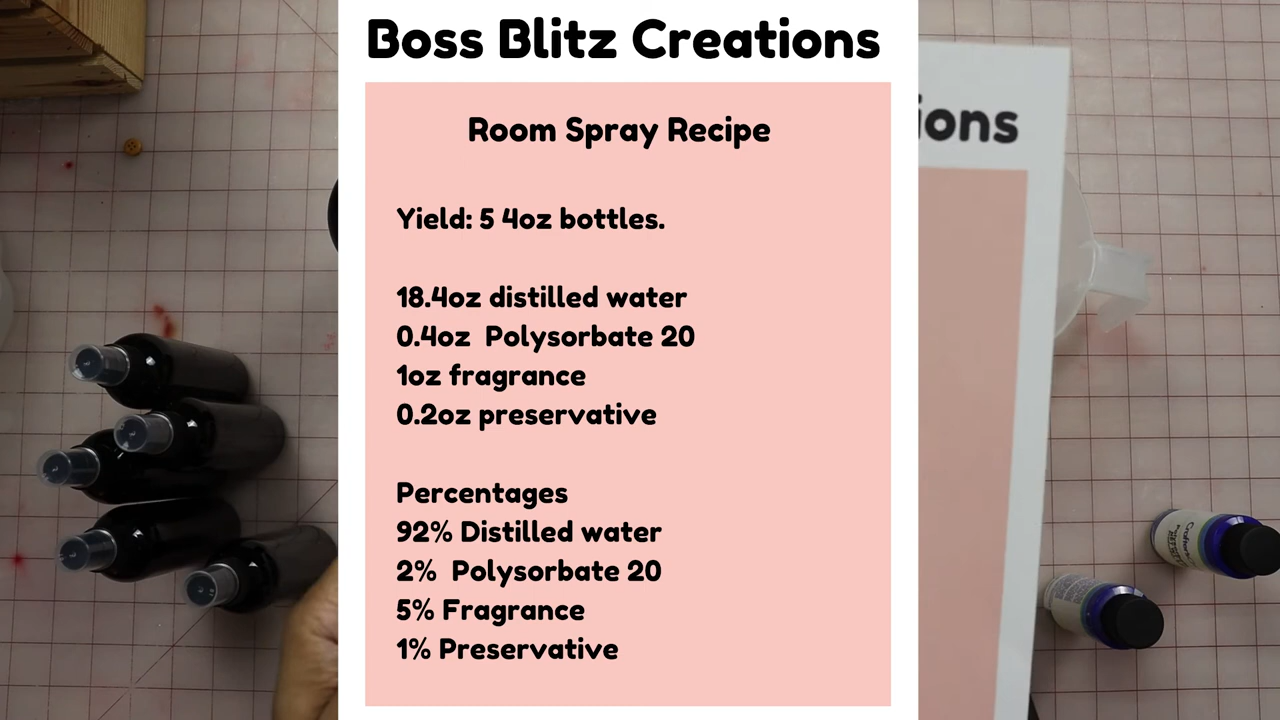 Boss Blitz Creations
Room Spray Recipe
Yield: 5 4oz bottles.
18.4oz distilled water
0.4oz Polysorbate 20
1oz fragrance
0.2oz preservative
Percentages
92% Distilled water
2% Polysorbate 20
5% Fragrance
1% Preservative
ions